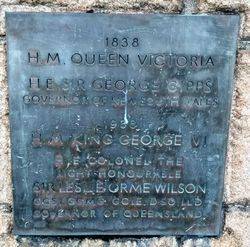 1838
H.M. QUEEN VICTORIA
H.E. SIR GEORGE GIPPS
GOVERNOR OF NEW SOUTH WALES
H.M. KING GEORGE VI
COLONEL THE
RIGHT HONOURABLE
SIR LESLIE ORME WILSON
GOVERNOR OF QUEENSLAND